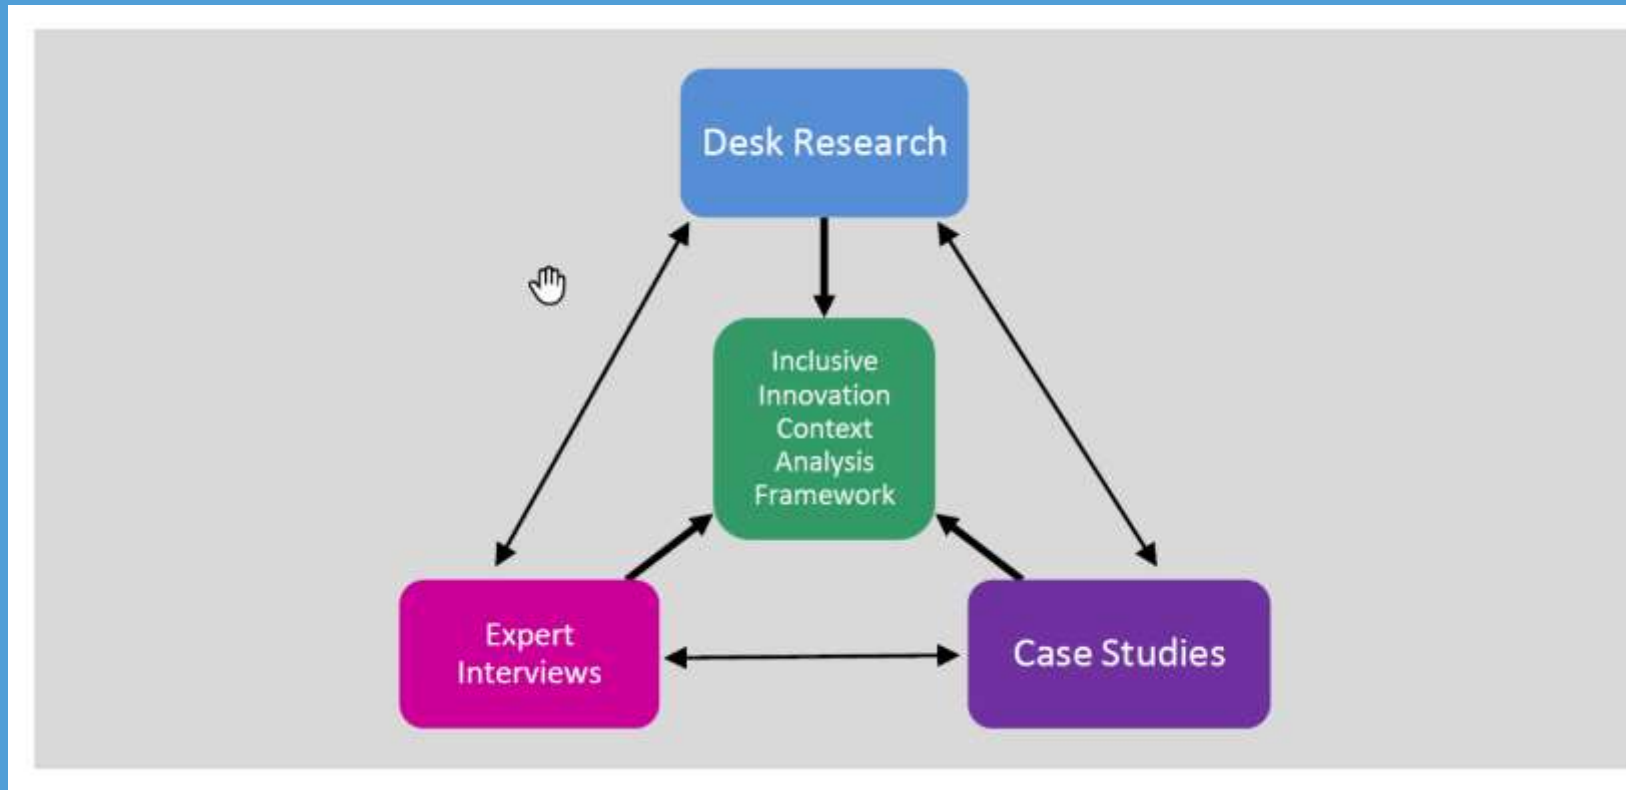 Desk Research
Inclusive
Innovation
Context
Analysis
Framework
Expert
Interviews
Case Studies